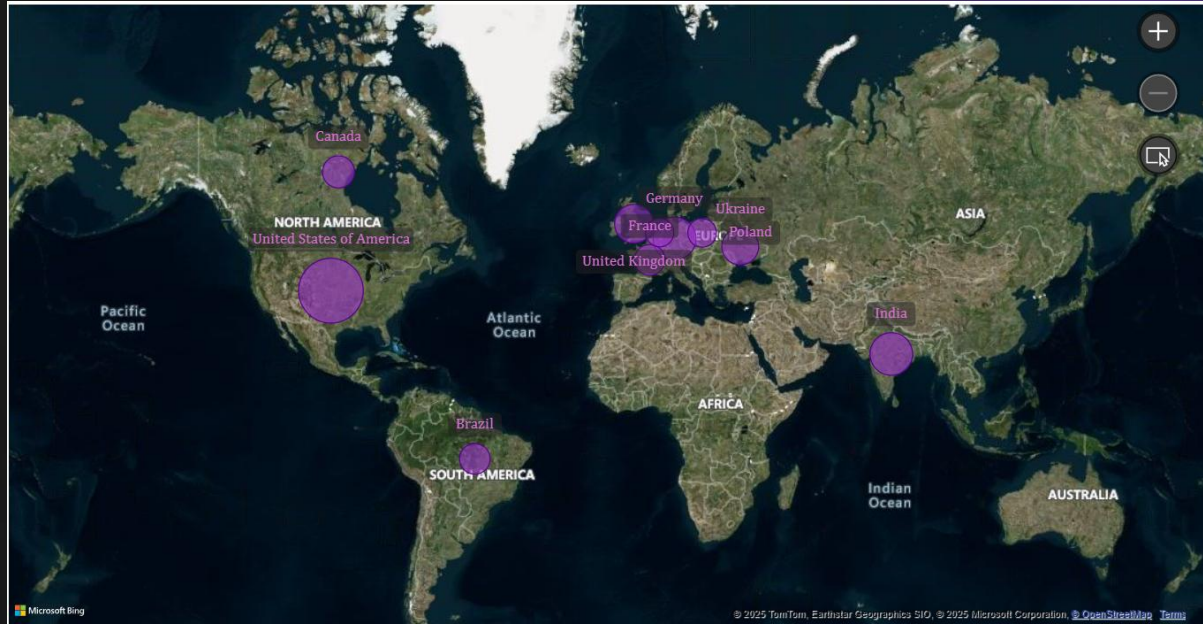 Canada
NORTH AMERICA
United States of America
Germany
Ukraine
France
EUROPE
Poland
United Kingdom
ASIA
Pacific
Ocean
Atlantic
Ocean
India
AFRICA
Brazil
SOUTH AMERICA
Indian
Ocean
AUSTRALIA
Microsoft Bing
© 2025 TomTom, Earthstar Geographics SIO, © 2025 Microsoft Corporation, © OpenStreetMap Terms